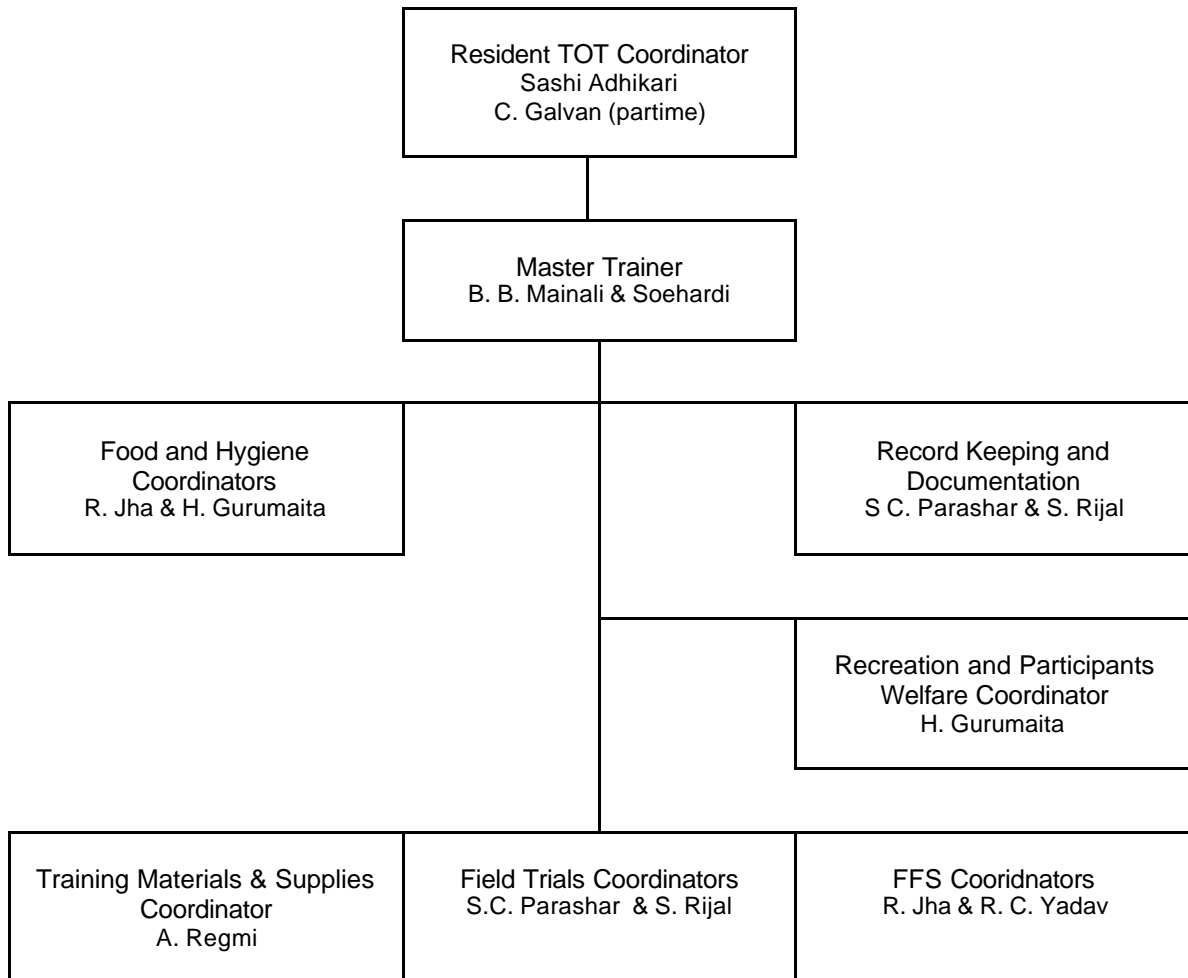 Resident TOT Coordinator
Sashi Adhikari
C. Galvan (partime)
Master Trainer
B. B. Mainali & Soehardi
Food and Hygiene
Coordinators
R. Jha & H. Gurumaita
Record Keeping and
Documentation
S C. Parashar & S. Rijal
Recreation and Participants
Welfare Coordinator
H. Gurumaita
Training Materials & Supplies
Coordinator
A. Regmi
Field Trials Coordinators
S.C. Parashar & S. Rijal
FFS Cooridnators
R. Jha & R. C. Yadav